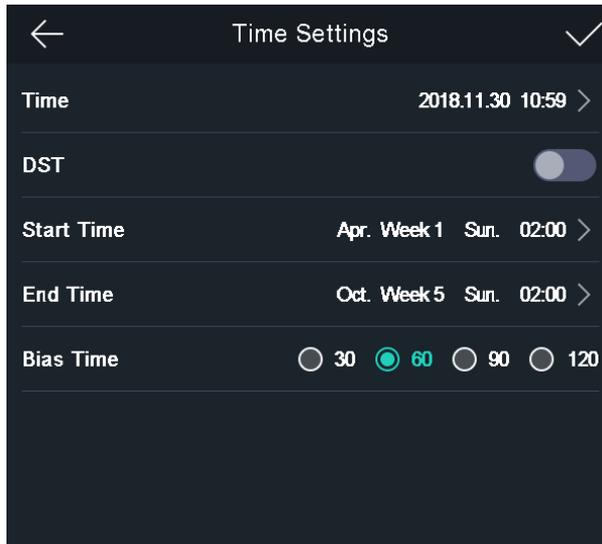 Time Settings
Time 2018.11.30 10:59
DST
Start Time Apr. Week 1 Sun. 02:00
End Time Oct. Week 5 Sun. 02:00
Bias Time 30 60 90 120